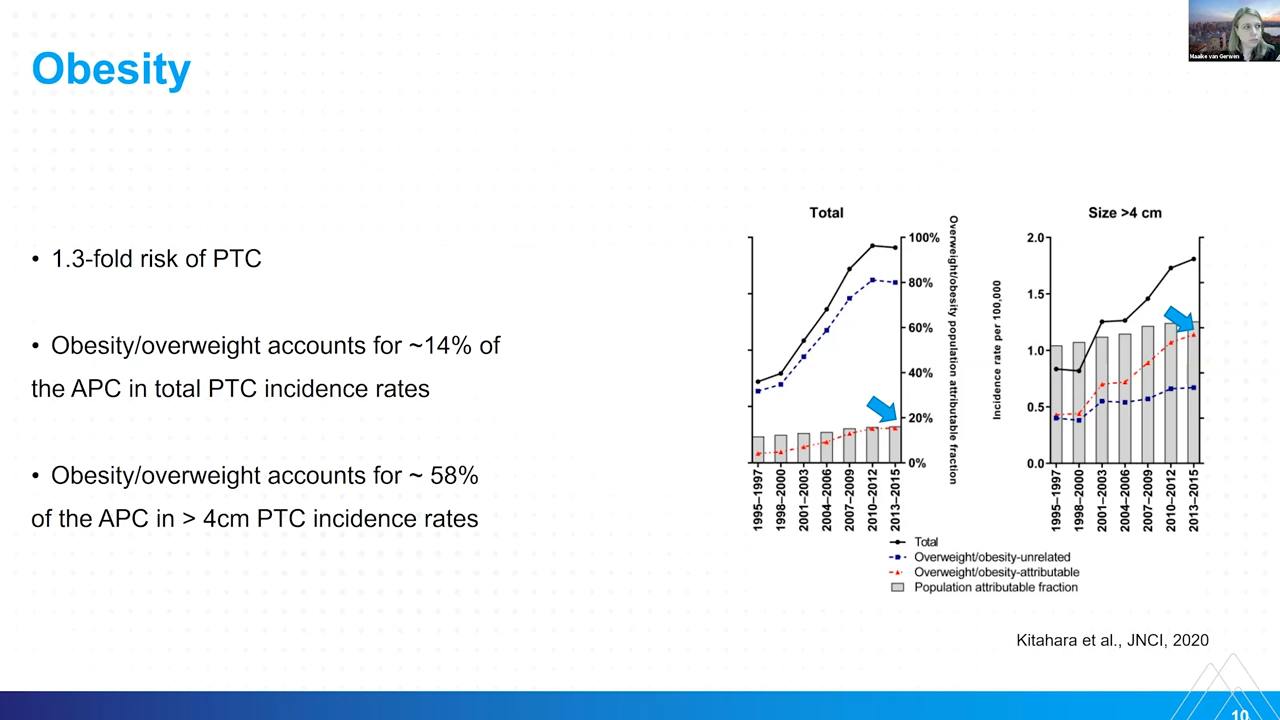 Maaike van Gerwen
Obesity
• 1.3-fold risk of PTC
• Obesity/overweight accounts for ~14% of
the APC in total PTC incidence rates
• Obesity/overweight accounts for ~ 58%
of the APC in > 4cm PTC incidence rates
Total
100%
80%
60%
40%
20%
0%
Overweight/obesity population attributable fraction
1995–1997
1998–2000
2001–2003
2004–2006
2007–2009
2010–2012
2013–2015
Size >4 cm
Incidence rate per 100,000
2.0
1.5
1.0
0.5
0.0
1995–1997
1998–2000
2001–2003
2004–2006
2007–2009
2010–2012
2013–2015
Total
Overweight/obesity-unrelated
Overweight/obesity-attributable
Population attributable fraction
Kitahara et al., JNCI, 2020
10